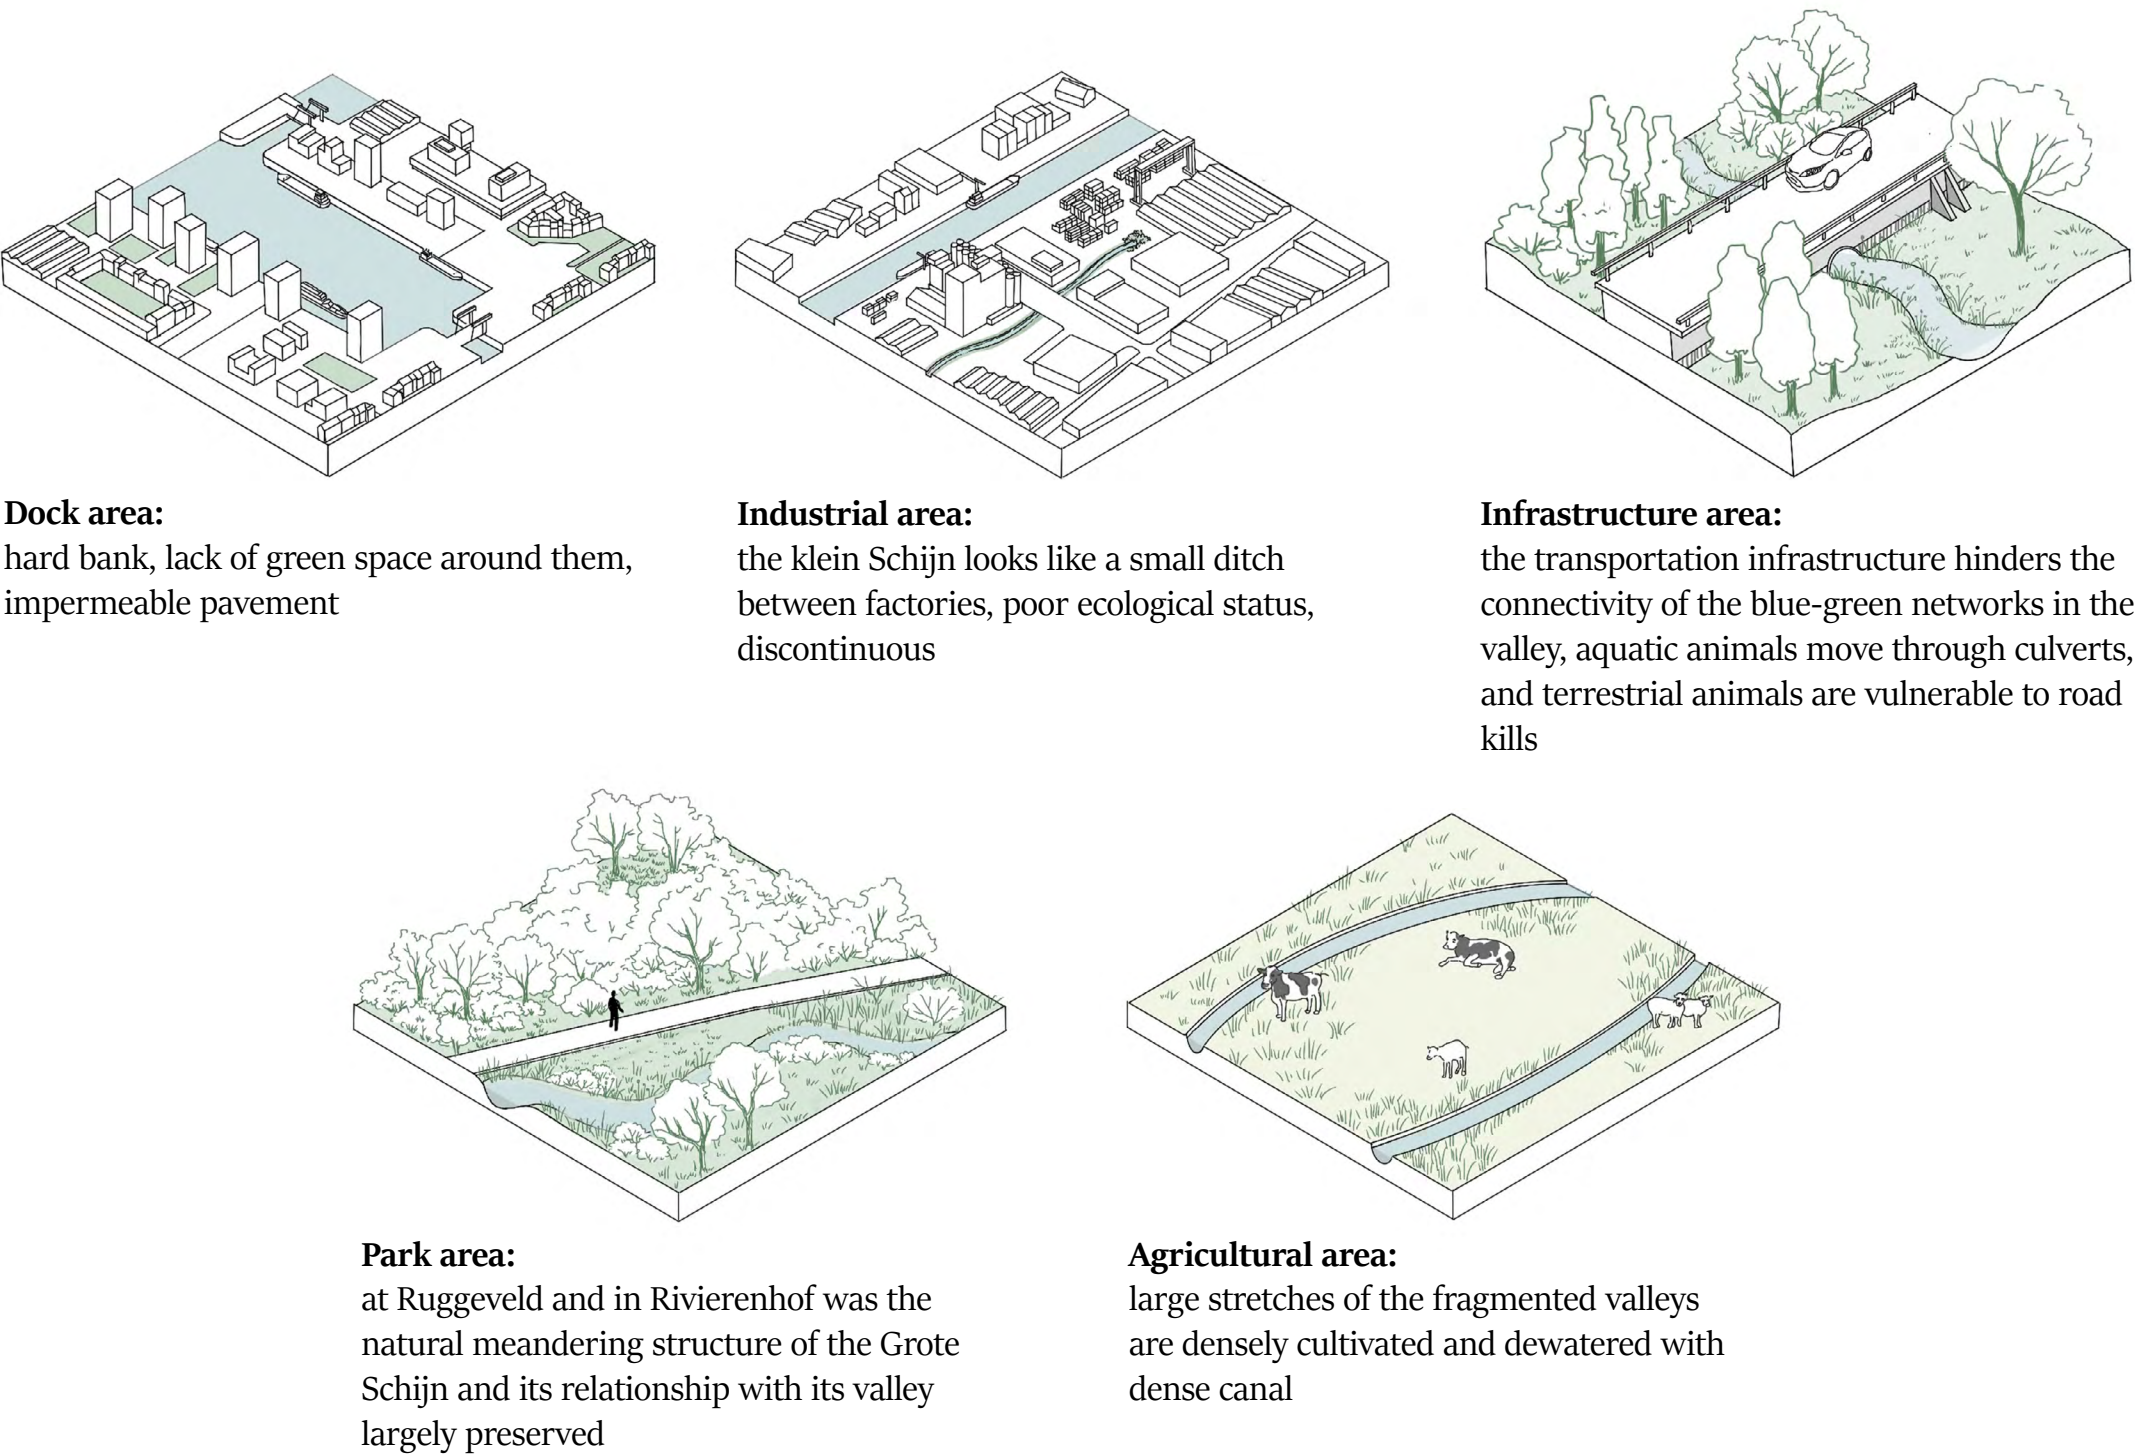 Dock area:
hard bank, lack of green space around them,
impermeable pavement
Industrial area:
the klein Schijn looks like a small ditch
between factories, poor ecological status,
discontinuous
Infrastructure area:
the transportation infrastructure hinders the
connectivity of the blue-green networks in the
valley, aquatic animals move through culverts,
and terrestrial animals are vulnerable to road
kills
Park area:
at Ruggeveld and in Rivierenhof was the
natural meandering structure of the Grote
Schijn and its relationship with its valley
largely preserved
Agricultural area:
large stretches of the fragmented valleys
are densely cultivated and dewatered with
dense canal